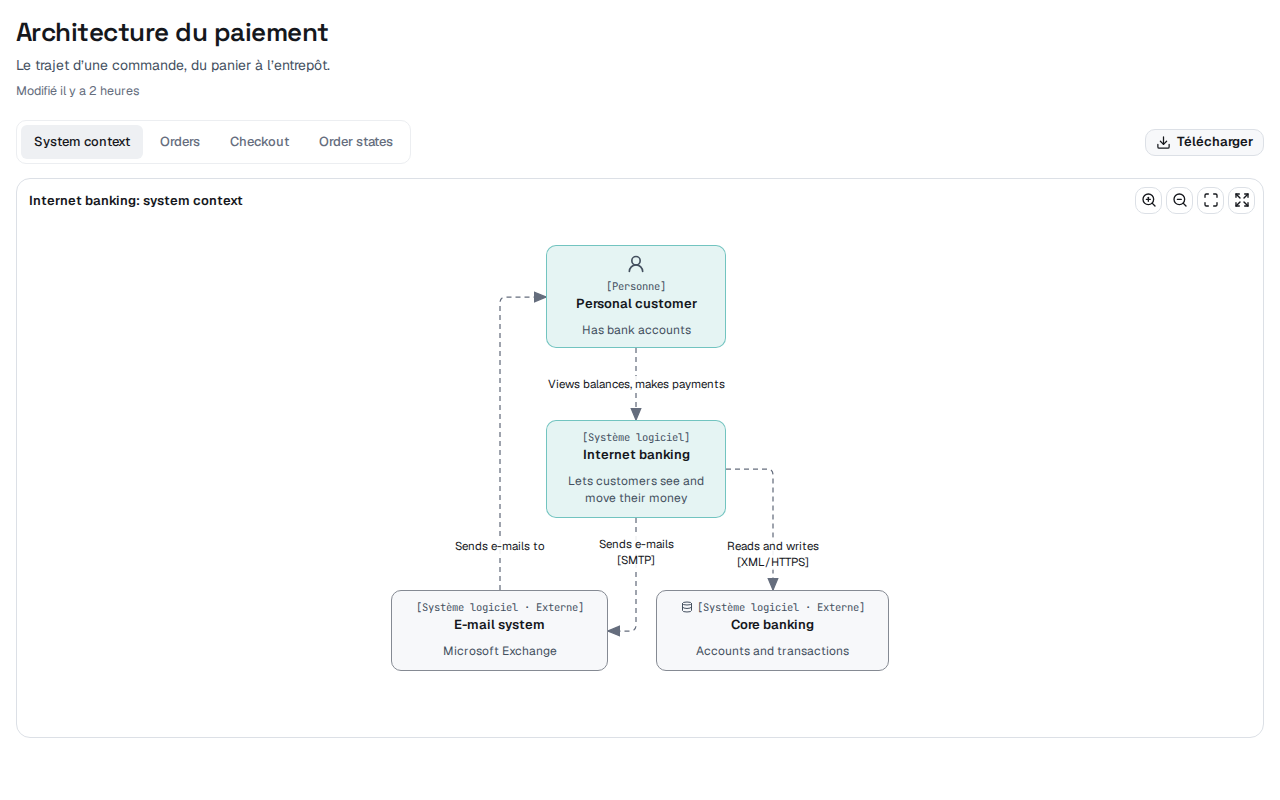 Architecture du paiement
Le trajet d'une commande, du panier à l'entrepôt.
Modifié il y a 2 heures
System context
Orders
Checkout
Order states
Télécharger
Internet banking: system context
[Personne]
Personal customer
Has bank accounts
Views balances, makes payments
[Système logiciel]
Internet banking
Lets customers see and
move their money
Sends e-mails to
Sends e-mails
[SMTP]
Reads and writes
[XML/HTTPS]
[Système logiciel · Externe]
E-mail system
Microsoft Exchange
[Système logiciel · Externe]
Core banking
Accounts and transactions